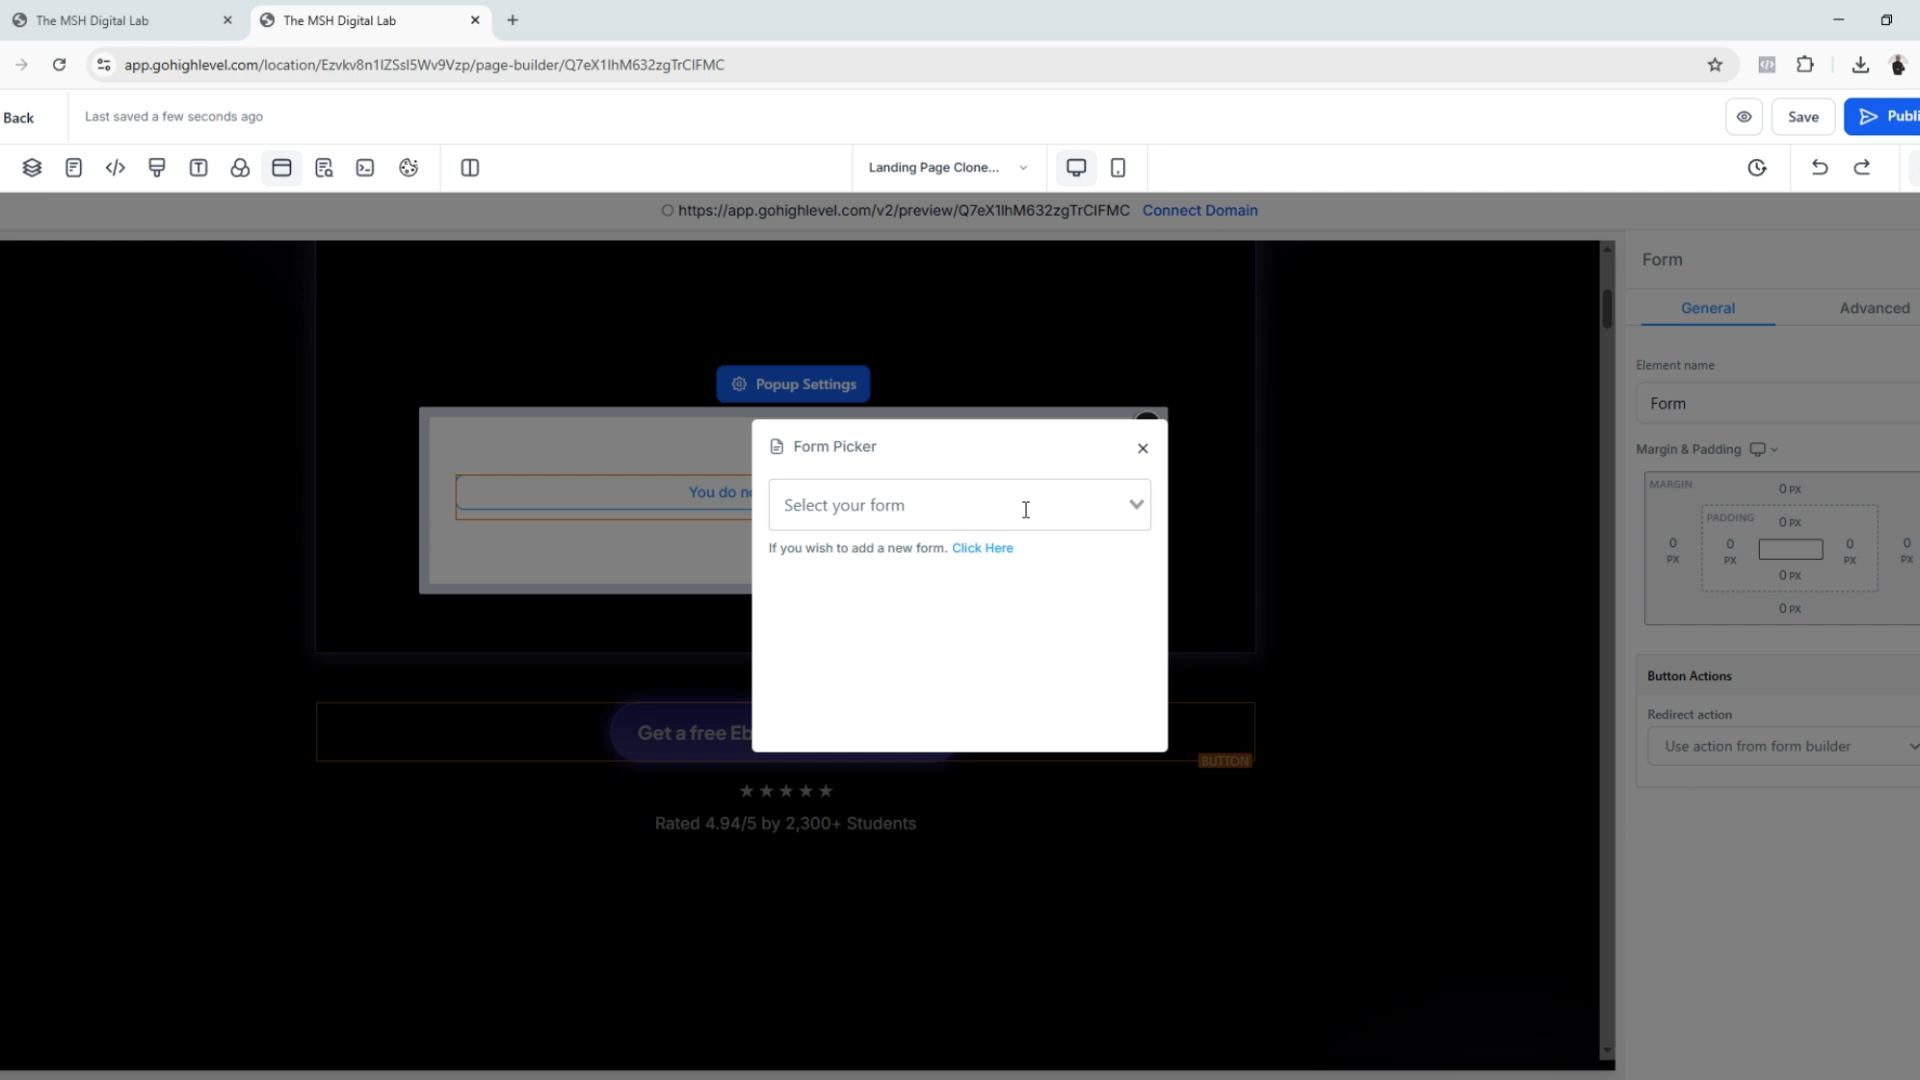 The MSH Digital Lab
The MSH Digital Lab
app.gohighlevel.com/location/Ezvkv8n1IZSsl5Wv9Vzp/page-builder/Q7eX1IhM632zgTrCIFMC
Back
Last saved a few seconds ago
Save
Publi
Landing Page Clone...
https://app.gohighlevel.com/v2/preview/Q7eX1IhM632zgTrCIFMC Connect Domain
Form
General
Advanced
Element name
Form
Margin & Padding
MARGIN
0 PX
PADDING
0 PX
0 PX
0 PX
0 PX
0 PX
0 PX
0 PX
Button Actions
Redirect action
Use action from form builder
Popup Settings
You do no
Form Picker
Select your form
If you wish to add a new form. Click Here
Get a free Eb
BUTTON
Rated 4.94/5 by 2,300+ Students